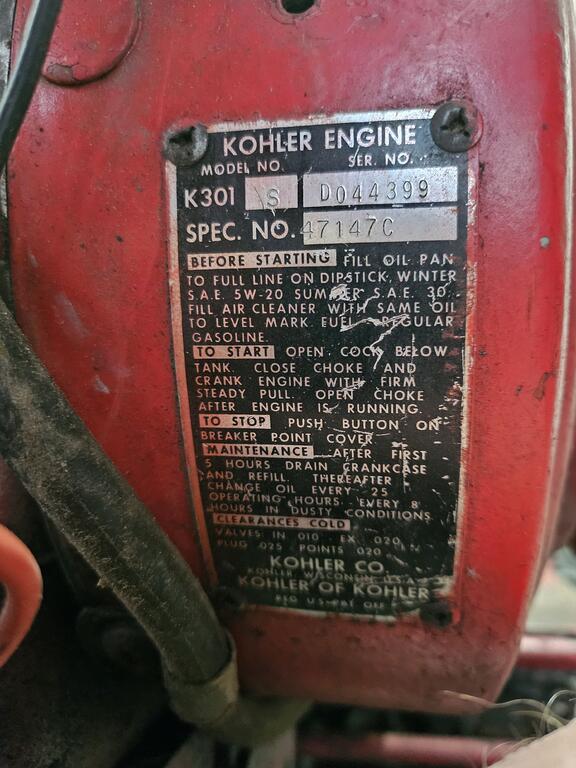 KOHLER ENGINE
MODEL NO. SER. NO.
K301 S D044399
SPEC. NO. 47147C
BEFORE STARTING FILL OIL PAN
TO FULL LINE ON DIPSTICK, WINTER
S.A.E. 5W-20 SUMMER S.A.E. 30.
FILL AIR CLEANER WITH SAME OIL
TO LEVEL MARK. FUEL REGULAR
GASOLINE.
TO START OPEN COCK BELOW
TANK. CLOSE CHOKE AND
CRANK ENGINE WITH FIRM
STEADY PULL. OPEN CHOKE
AFTER ENGINE IS RUNNING.
TO STOP PUSH BUTTON ON
BREAKER POINT COVER
MAINTENANCE AFTER FIRST
5 HOURS DRAIN CRANKCASE
AND REFILL. THEREAFTER
CHANGE OIL EVERY 25
OPERATING HOURS. EVERY 8
HOURS IN DUSTY CONDITIONS
CLEARANCES COLD
VALVES IN 010 EX .020
PLUG .025 POINTS .020
KOHLER CO.
KOHLER, WISCONSIN, U.S.A.
KOHLER OF KOHLER
REG. U.S. PAT. OFF.